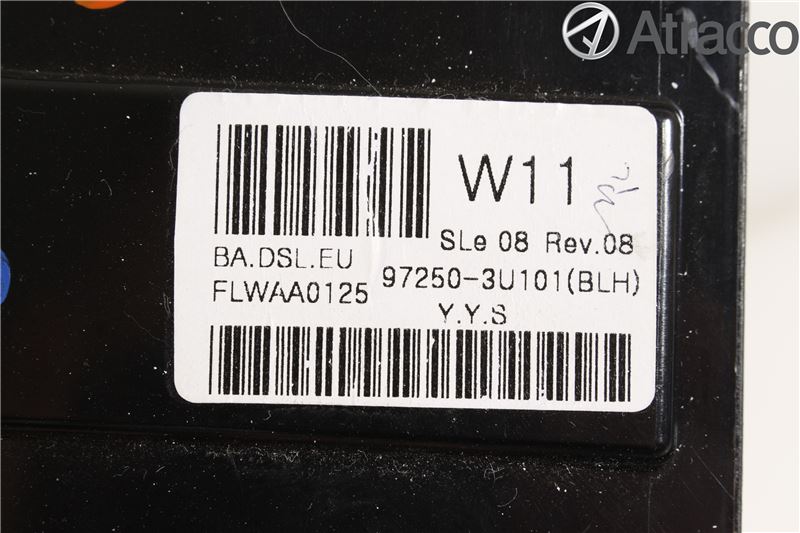 Atracco
W11
SLe 08 Rev.08
BA.DSL.EU
97250-3U101(BLH)
FLWAA0125
Y.Y.S